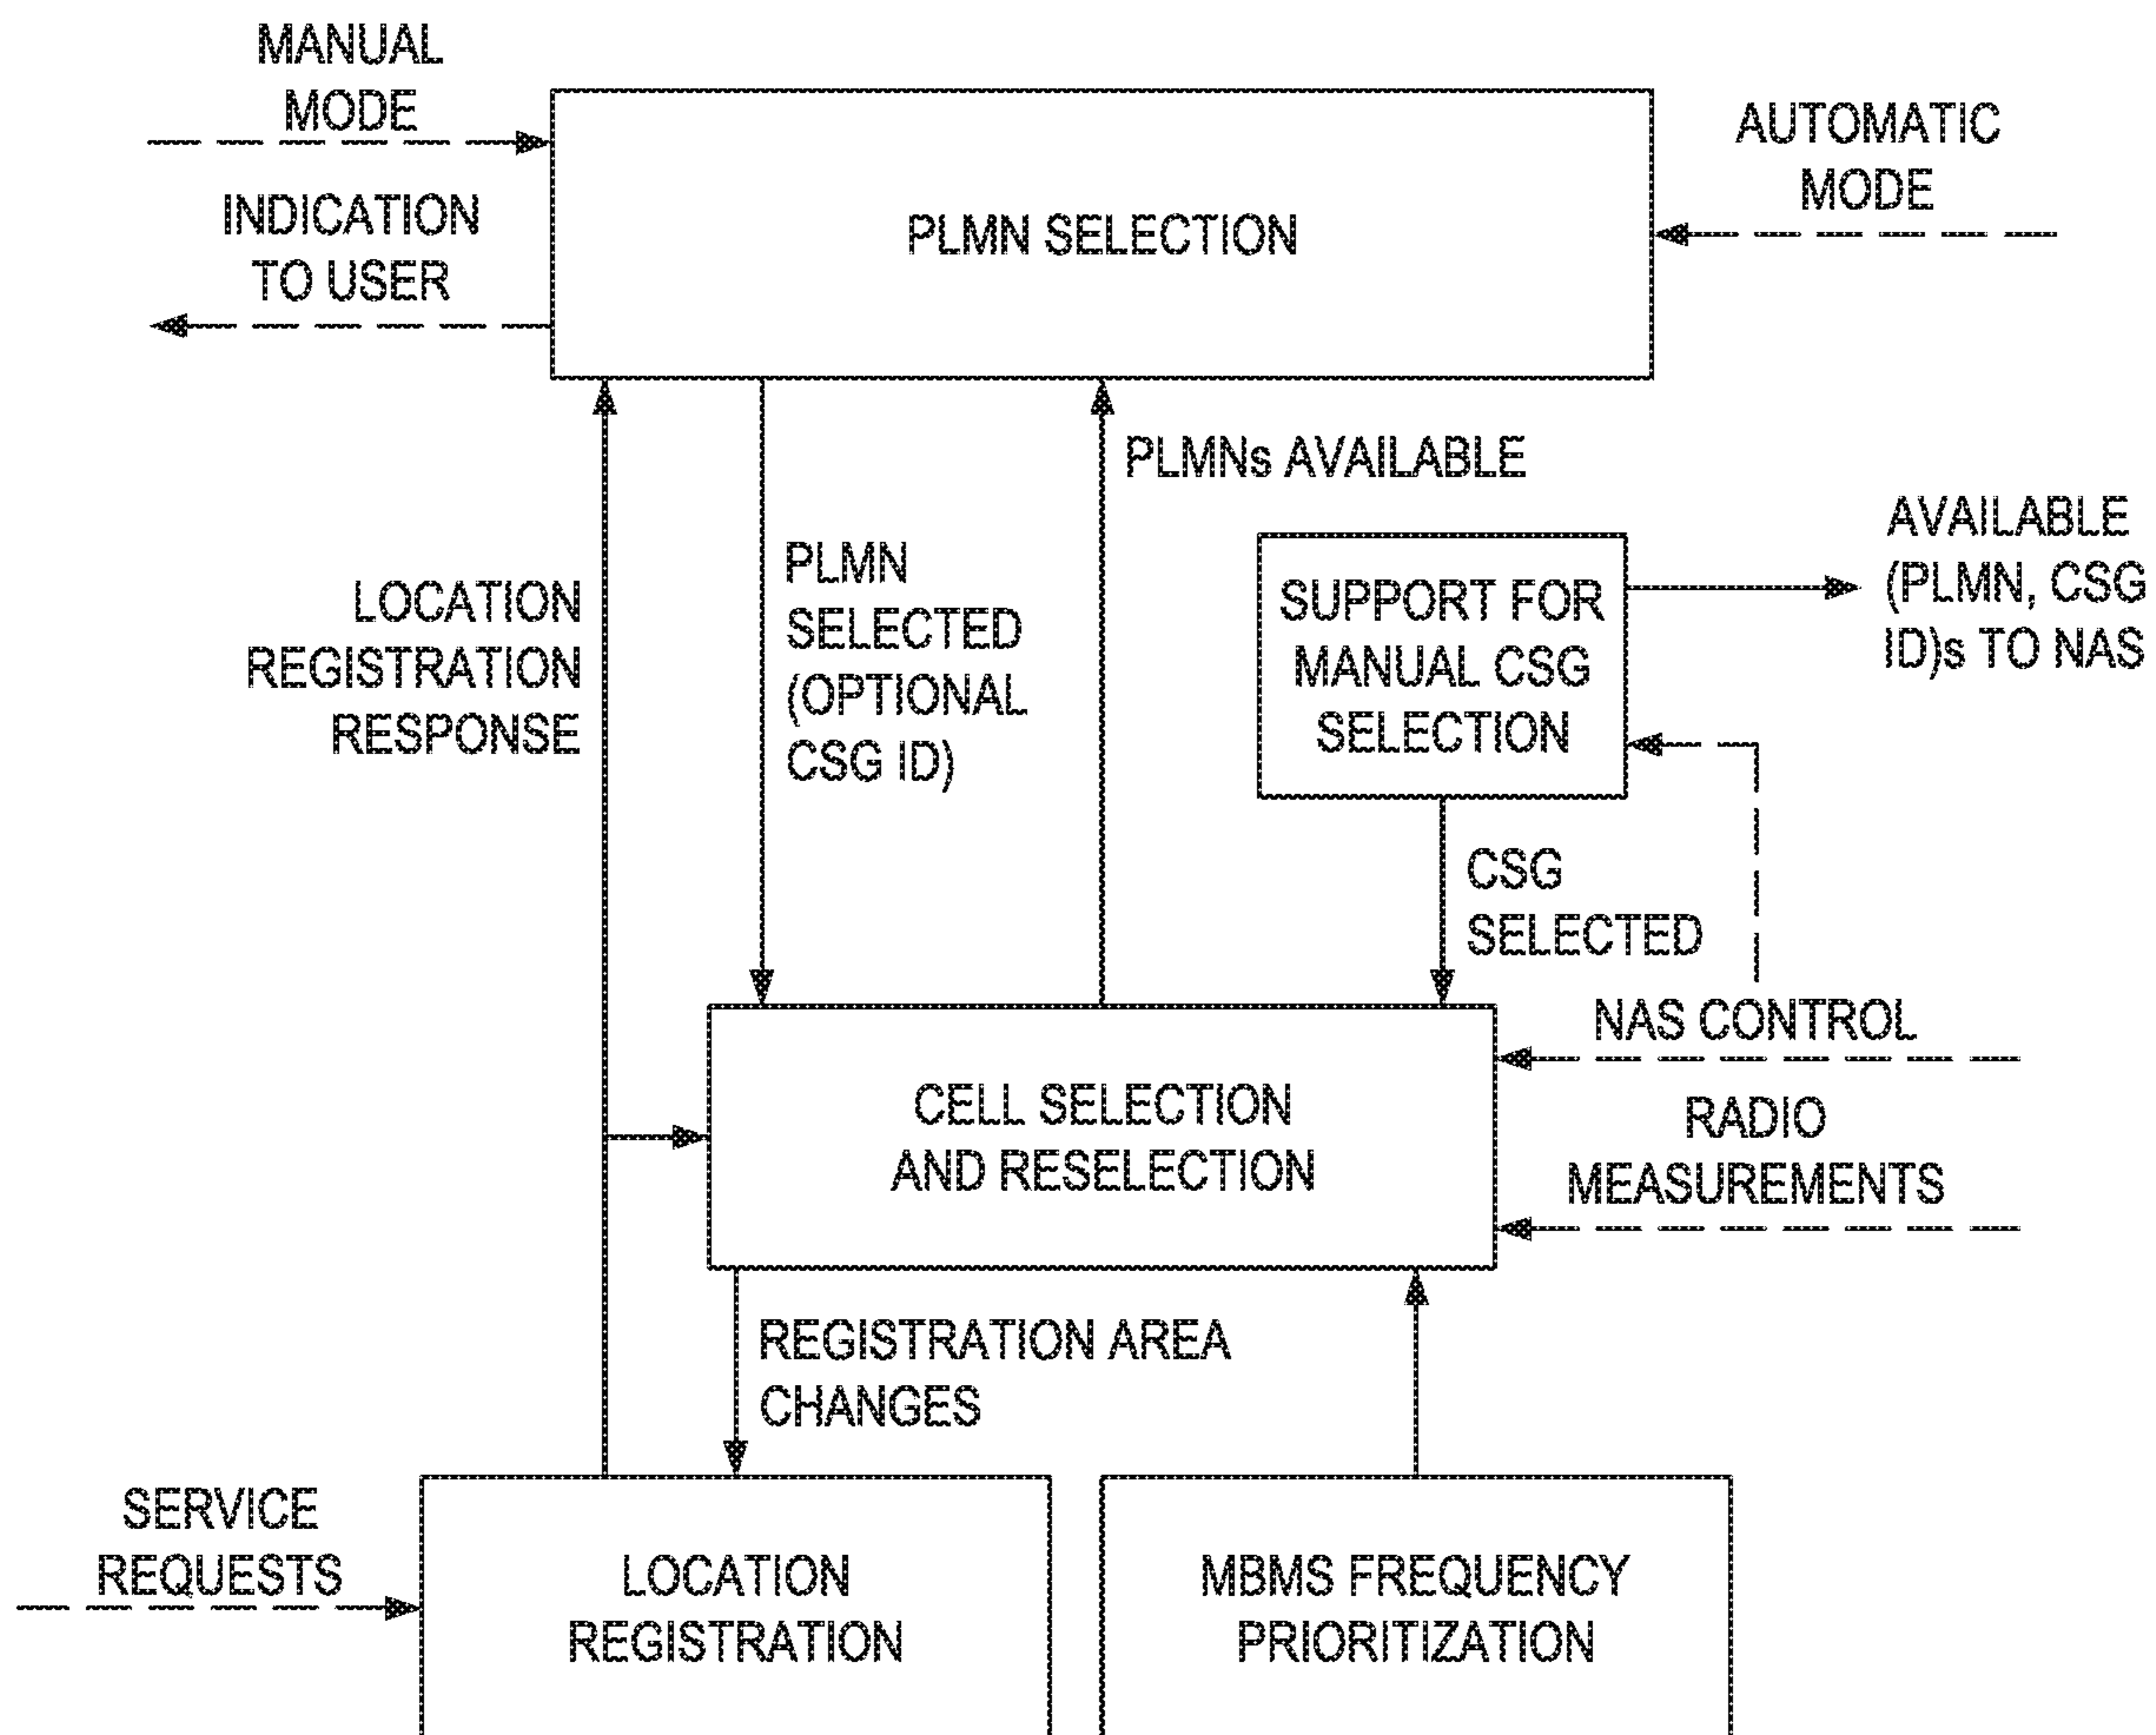 MANUAL
MODE
AUTOMATIC
MODE
INDICATION
TO USER
PLMN SELECTION
PLMNs AVAILABLE
AVAILABLE
(PLMN, CSG
ID)s TO NAS
PLMN
SELECTED
(OPTIONAL
CSG ID)
SUPPORT FOR
MANUAL CSG
SELECTION
LOCATION
REGISTRATION
RESPONSE
CSG
SELECTED
NAS CONTROL
CELL SELECTION
AND RESELECTION
RADIO
MEASUREMENTS
REGISTRATION AREA
CHANGES
SERVICE
REQUESTS
LOCATION
REGISTRATION
MBMS FREQUENCY
PRIORITIZATION